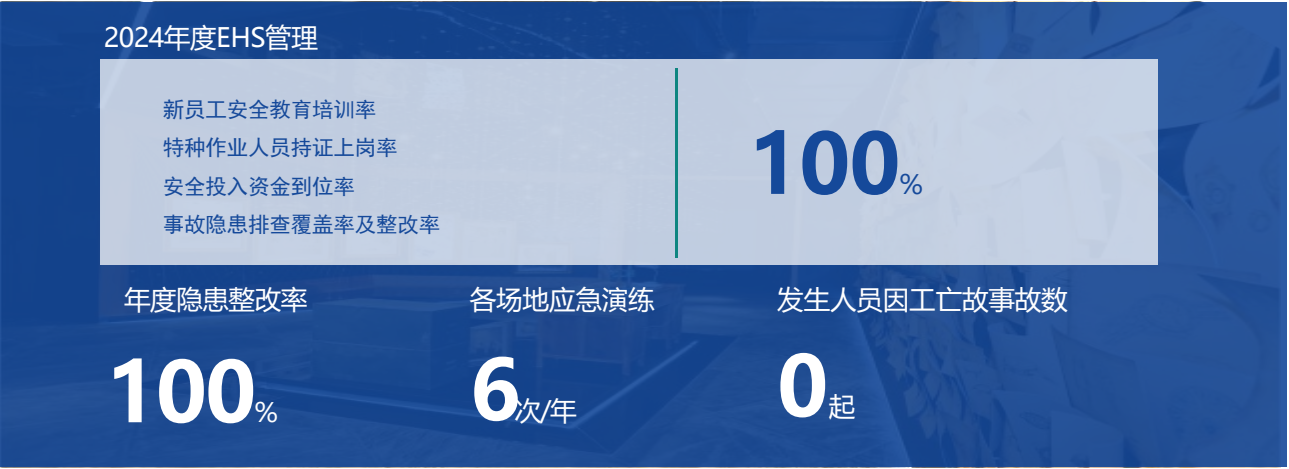 2024年度EHS管理
新员工安全教育培训率
特种作业人员持证上岗率
安全投入资金到位率
事故隐患排查覆盖率及整改率
100%
年度隐患整改率
100%
各场地应急演练
6次/年
发生人员因工亡故事故数
0起